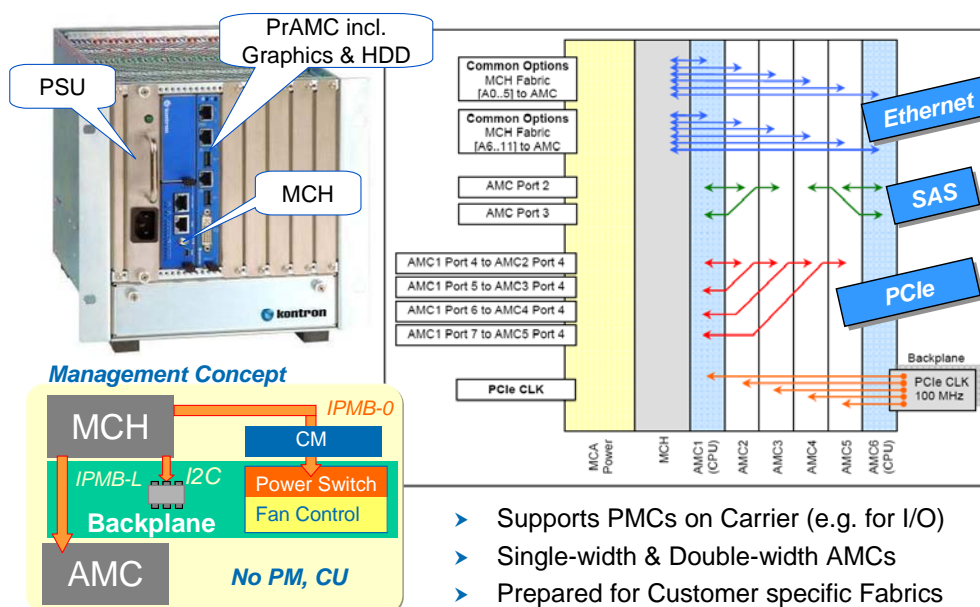 PrAMC incl.
Graphics & HDD
PSU
MCH
kontron
kontron
Common Options
MCH Fabric
[A0..5] to AMC
Common Options
MCH Fabric
[A6..11] to AMC
AMC Port 2
AMC Port 3
AMC1 Port 4 to AMC2 Port 4
AMC1 Port 5 to AMC3 Port 4
AMC1 Port 6 to AMC4 Port 4
AMC1 Port 7 to AMC5 Port 4
PCIe CLK
Ethernet
SAS
PCIe
Backplane
PCIe CLK
100 MHz
MCA
Power
MCH
AMC1
(CPU)
AMC2
AMC3
AMC4
AMC5
AMC6
(CPU)
Management Concept
MCH
IPMB-0
CM
IPMB-L
I2C
Power Switch
Backplane
Fan Control
AMC
No PM, CU
➤ Supports PMCs on Carrier (e.g. for I/O)
➤ Single-width & Double-width AMCs
➤ Prepared for Customer specific Fabrics